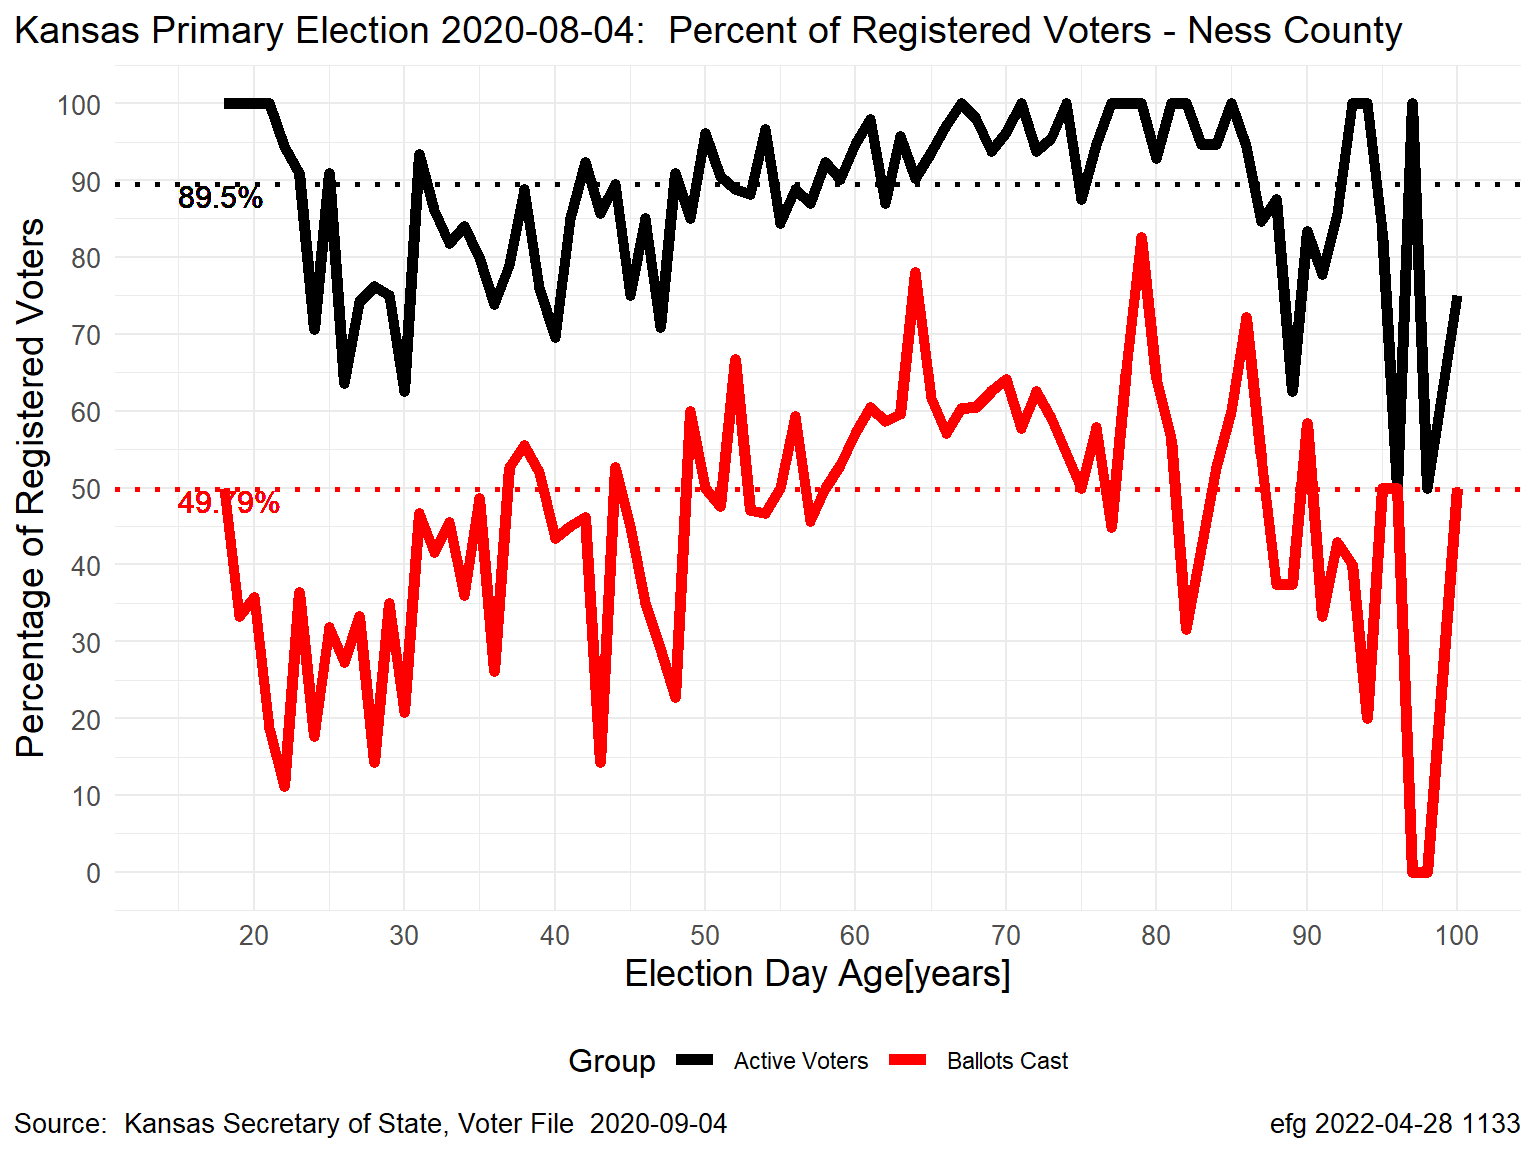 Kansas Primary Election 2020-08-04:  Percent of Registered Voters - Ness County
Percentage of Registered Voters
100
90
80
70
60
50
40
30
20
10
0
89.5%
49.79%
20 30 40 50 60 70 80 90 100
Election Day Age[years]
Group Active Voters Ballots Cast
Source:  Kansas Secretary of State, Voter File  2020-09-04
efg 2022-04-28 1133